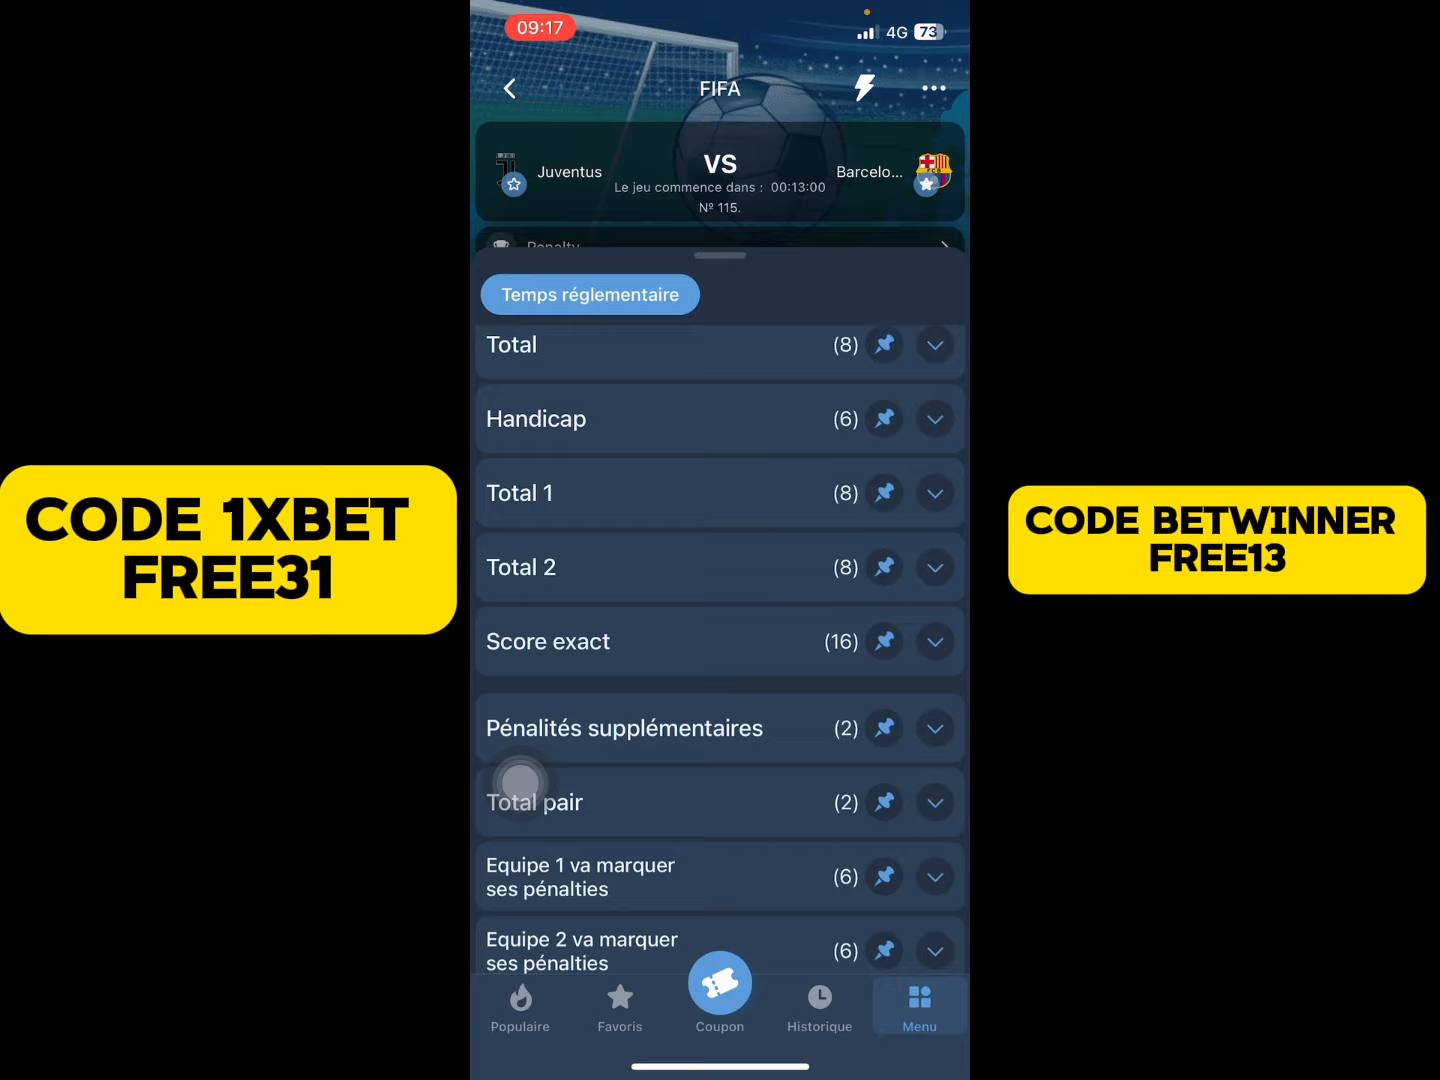 09:17
4G 73
FIFA
Juventus
VS
Barcelo...
Le jeu commence dans : 00:13:00
Nº 115.
Penalty
Temps réglementaire
Total (8)
Handicap (6)
Total 1 (8)
Total 2 (8)
Score exact (16)
Pénalités supplémentaires (2)
Total pair (2)
Equipe 1 va marquer
ses pénalties (6)
Equipe 2 va marquer
ses pénalties (6)
Populaire
Favoris
Coupon
Historique
Menu
CODE 1XBET
FREE31
CODE BETWINNER
FREE13